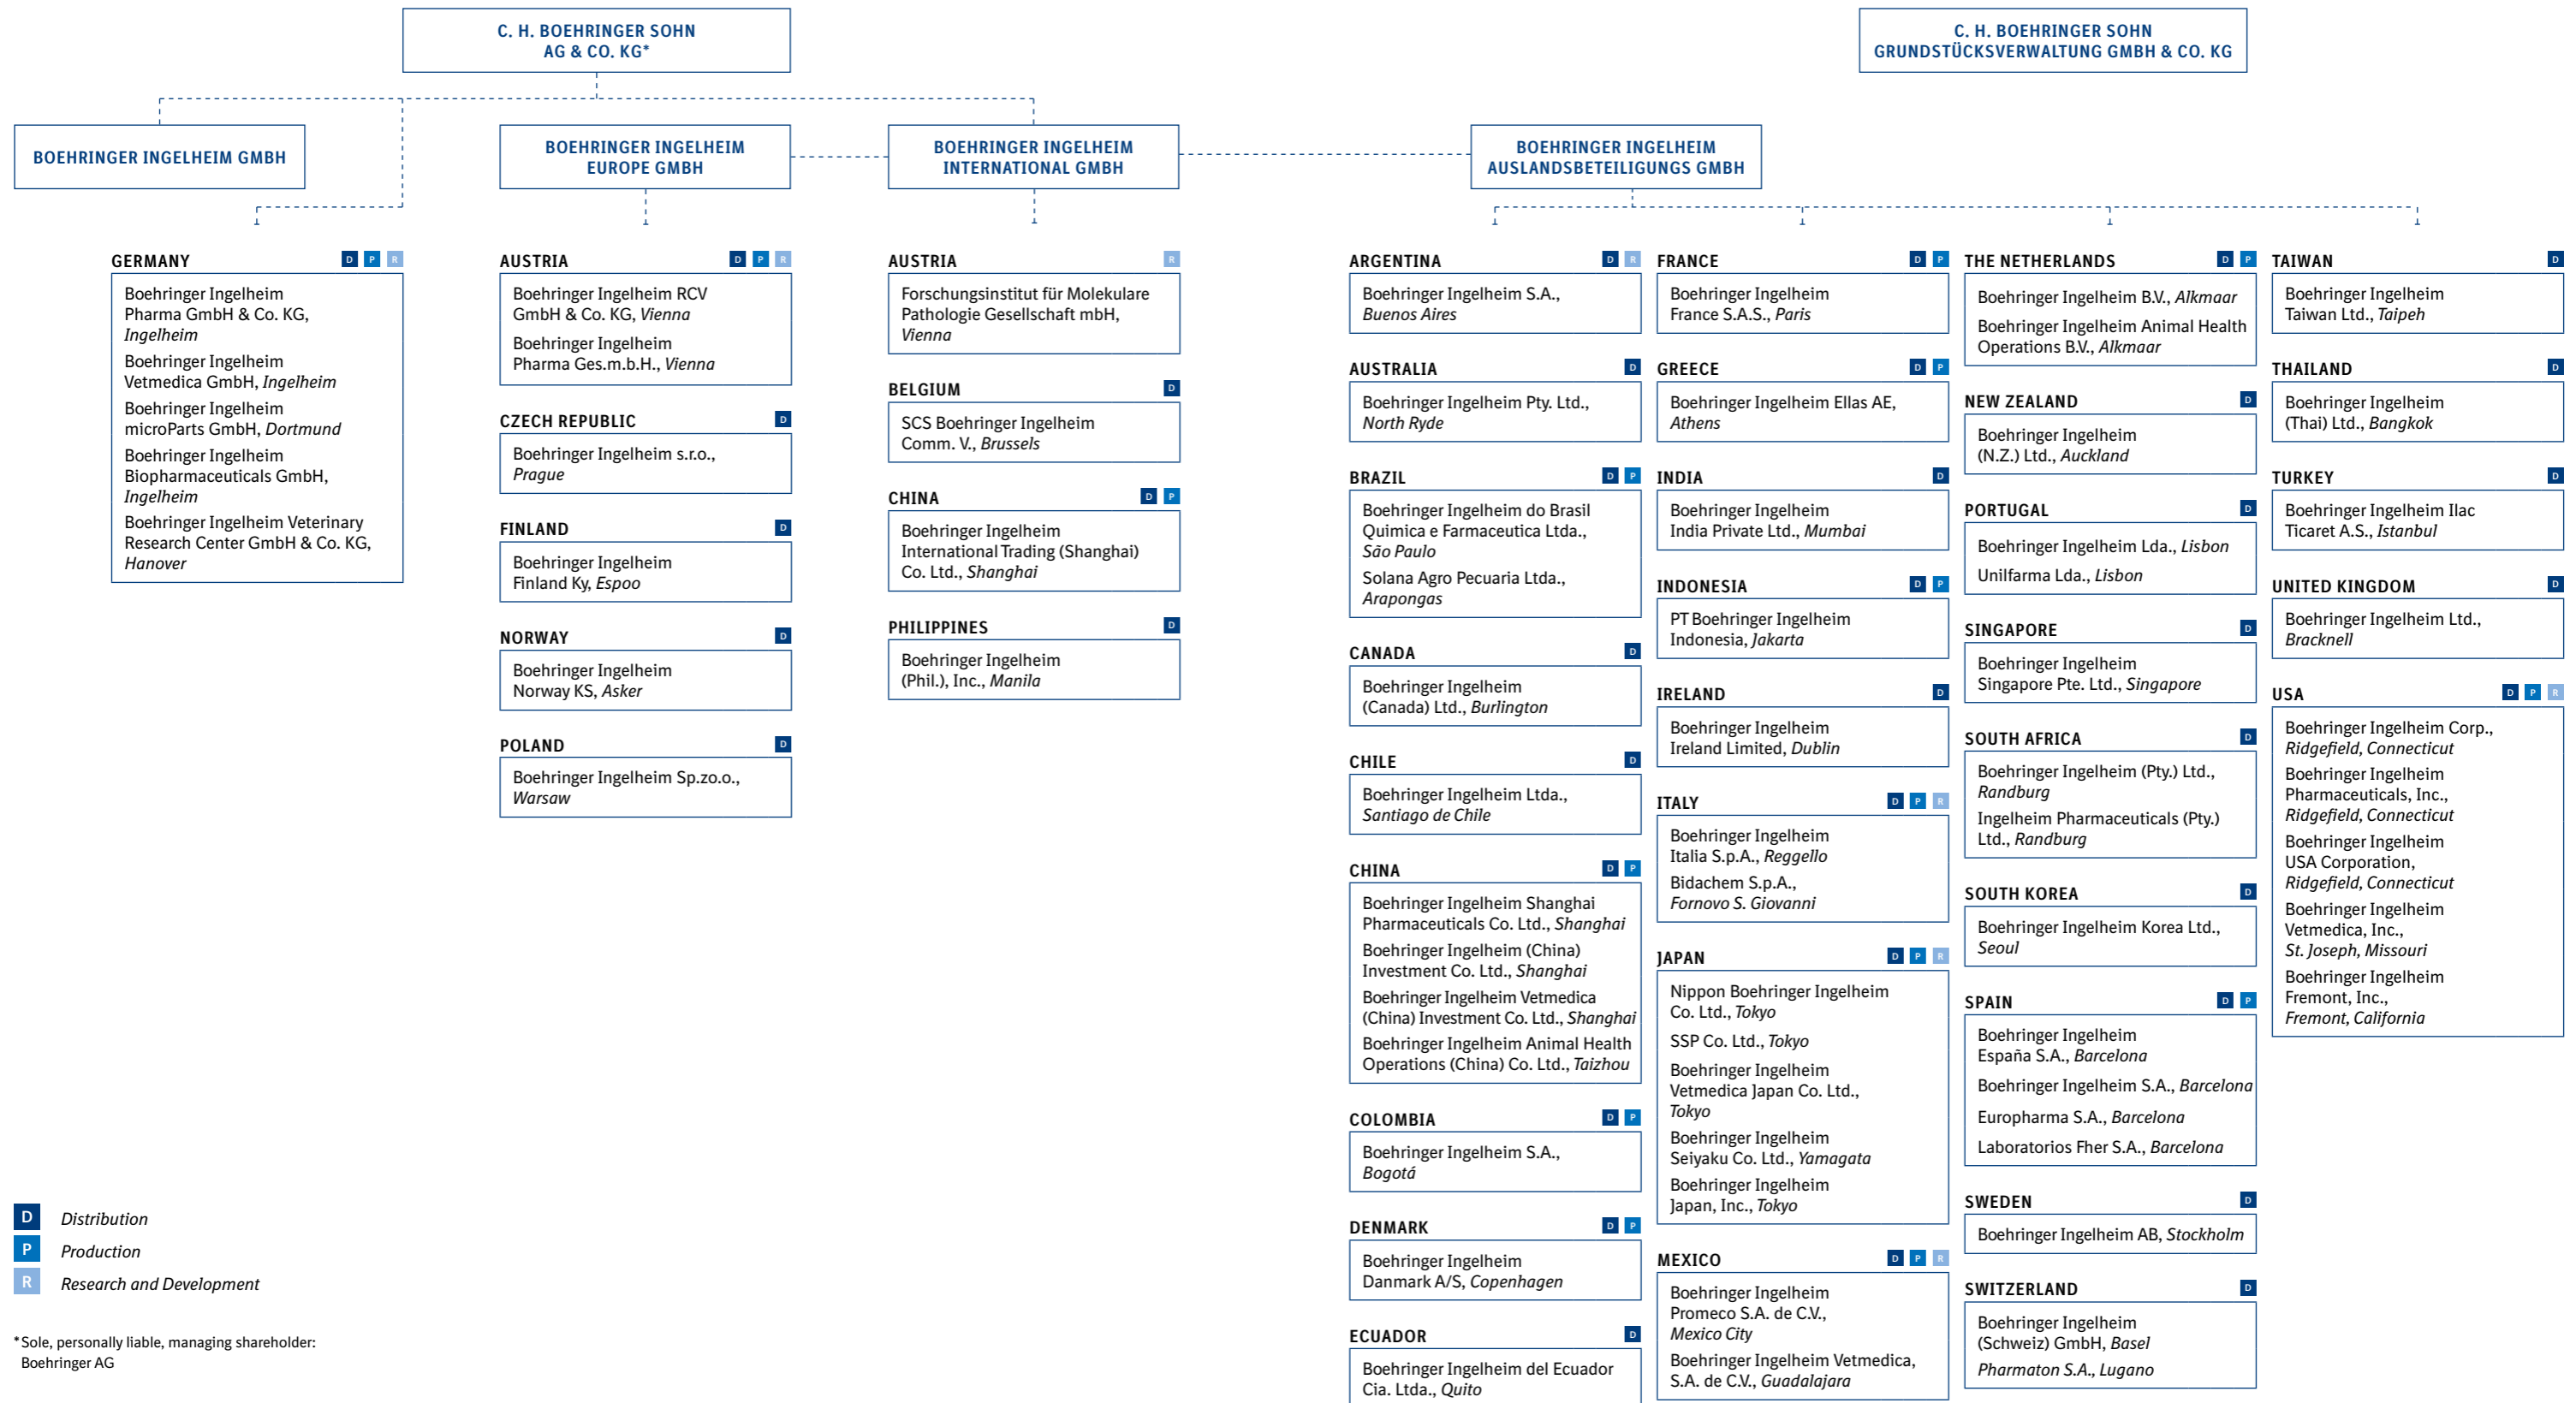 C. H. BOEHRINGER SOHN
AG & CO. KG*
C. H. BOEHRINGER SOHN
GRUNDSTÜCKSVERWALTUNG GMBH & CO. KG
BOEHRINGER INGELHEIM GMBH
BOEHRINGER INGELHEIM
EUROPE GMBH
BOEHRINGER INGELHEIM
INTERNATIONAL GMBH
BOEHRINGER INGELHEIM
AUSLANDSBETEILIGUNGS GMBH
GERMANY D P R
Boehringer Ingelheim
Pharma GmbH & Co. KG,
Ingelheim
Boehringer Ingelheim
Vetmedica GmbH, Ingelheim
Boehringer Ingelheim
microParts GmbH, Dortmund
Boehringer Ingelheim
Biopharmaceuticals GmbH,
Ingelheim
Boehringer Ingelheim Veterinary
Research Center GmbH & Co. KG,
Hanover
AUSTRIA D P R
Boehringer Ingelheim RCV
GmbH & Co. KG, Vienna
Boehringer Ingelheim
Pharma Ges.m.b.H., Vienna
CZECH REPUBLIC D
Boehringer Ingelheim s.r.o.,
Prague
FINLAND D
Boehringer Ingelheim
Finland Ky, Espoo
NORWAY D
Boehringer Ingelheim
Norway KS, Asker
POLAND D
Boehringer Ingelheim Sp.zo.o.,
Warsaw
AUSTRIA R
Forschungsinstitut für Molekulare
Pathologie Gesellschaft mbH,
Vienna
BELGIUM D
SCS Boehringer Ingelheim
Comm. V., Brussels
CHINA D P
Boehringer Ingelheim
International Trading (Shanghai)
Co. Ltd., Shanghai
PHILIPPINES D
Boehringer Ingelheim
(Phil.), Inc., Manila
ARGENTINA D R
Boehringer Ingelheim S.A.,
Buenos Aires
AUSTRALIA D
Boehringer Ingelheim Pty. Ltd.,
North Ryde
BRAZIL D P
Boehringer Ingelheim do Brasil
Quimica e Farmaceutica Ltda.,
São Paulo
Solana Agro Pecuaria Ltda.,
Arapongas
CANADA D
Boehringer Ingelheim
(Canada) Ltd., Burlington
CHILE D
Boehringer Ingelheim Ltda.,
Santiago de Chile
CHINA D P
Boehringer Ingelheim Shanghai
Pharmaceuticals Co. Ltd., Shanghai
Boehringer Ingelheim (China)
Investment Co. Ltd., Shanghai
Boehringer Ingelheim Vetmedica
(China) Investment Co. Ltd., Shanghai
Boehringer Ingelheim Animal Health
Operations (China) Co. Ltd., Taizhou
COLOMBIA D P
Boehringer Ingelheim S.A.,
Bogotá
DENMARK D P
Boehringer Ingelheim
Danmark A/S, Copenhagen
ECUADOR D
Boehringer Ingelheim del Ecuador
Cia. Ltda., Quito
FRANCE D P
Boehringer Ingelheim
France S.A.S., Paris
GREECE D P
Boehringer Ingelheim Ellas AE,
Athens
INDIA D
Boehringer Ingelheim
India Private Ltd., Mumbai
INDONESIA D P
PT Boehringer Ingelheim
Indonesia, Jakarta
IRELAND D
Boehringer Ingelheim
Ireland Limited, Dublin
ITALY D P R
Boehringer Ingelheim
Italia S.p.A., Reggello
Bidachem S.p.A.,
Fornovo S. Giovanni
JAPAN D P R
Nippon Boehringer Ingelheim
Co. Ltd., Tokyo
SSP Co. Ltd., Tokyo
Boehringer Ingelheim
Vetmedica Japan Co. Ltd.,
Tokyo
Boehringer Ingelheim
Seiyaku Co. Ltd., Yamagata
Boehringer Ingelheim
Japan, Inc., Tokyo
MEXICO D P R
Boehringer Ingelheim
Promeco S.A. de C.V.,
Mexico City
Boehringer Ingelheim Vetmedica,
S.A. de C.V., Guadalajara
THE NETHERLANDS D P
Boehringer Ingelheim B.V., Alkmaar
Boehringer Ingelheim Animal Health
Operations B.V., Alkmaar
NEW ZEALAND D
Boehringer Ingelheim
(N.Z.) Ltd., Auckland
PORTUGAL D
Boehringer Ingelheim Lda., Lisbon
Unilfarma Lda., Lisbon
SINGAPORE D
Boehringer Ingelheim
Singapore Pte. Ltd., Singapore
SOUTH AFRICA D
Boehringer Ingelheim (Pty.) Ltd.,
Randburg
Ingelheim Pharmaceuticals (Pty.)
Ltd., Randburg
SOUTH KOREA D
Boehringer Ingelheim Korea Ltd.,
Seoul
SPAIN D P
Boehringer Ingelheim
España S.A., Barcelona
Boehringer Ingelheim S.A., Barcelona
Europharma S.A., Barcelona
Laboratorios Fher S.A., Barcelona
SWEDEN D
Boehringer Ingelheim AB, Stockholm
SWITZERLAND D
Boehringer Ingelheim
(Schweiz) GmbH, Basel
Pharmaton S.A., Lugano
TAIWAN D
Boehringer Ingelheim
Taiwan Ltd., Taipeh
THAILAND D
Boehringer Ingelheim
(Thai) Ltd., Bangkok
TURKEY D
Boehringer Ingelheim Ilac
Ticaret A.S., Istanbul
UNITED KINGDOM D
Boehringer Ingelheim Ltd.,
Bracknell
USA D P R
Boehringer Ingelheim Corp.,
Ridgefield, Connecticut
Boehringer Ingelheim
Pharmaceuticals, Inc.,
Ridgefield, Connecticut
Boehringer Ingelheim
USA Corporation,
Ridgefield, Connecticut
Boehringer Ingelheim
Vetmedica, Inc.,
St. Joseph, Missouri
Boehringer Ingelheim
Fremont, Inc.,
Fremont, California
D Distribution
P Production
R Research and Development
*Sole, personally liable, managing shareholder:
Boehringer AG